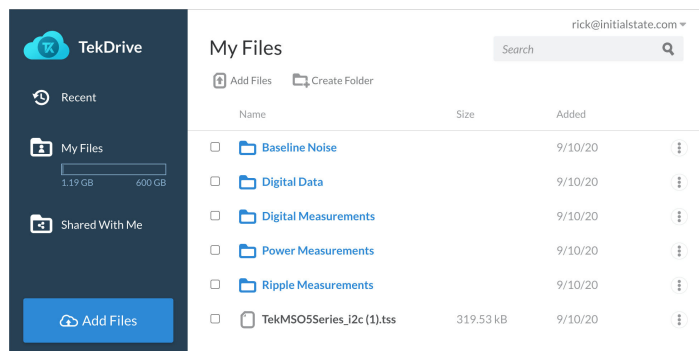 rick@initialstate.com
TK TekDrive
My Files
Search
Add Files Create Folder
Recent
Name Size Added
My Files
1.19 GB 600 GB
Shared With Me
Add Files
Baseline Noise 9/10/20
Digital Data 9/10/20
Digital Measurements 9/10/20
Power Measurements 9/10/20
Ripple Measurements 9/10/20
TekMSO5Series_i2c (1).tss 319.53 kB 9/10/20